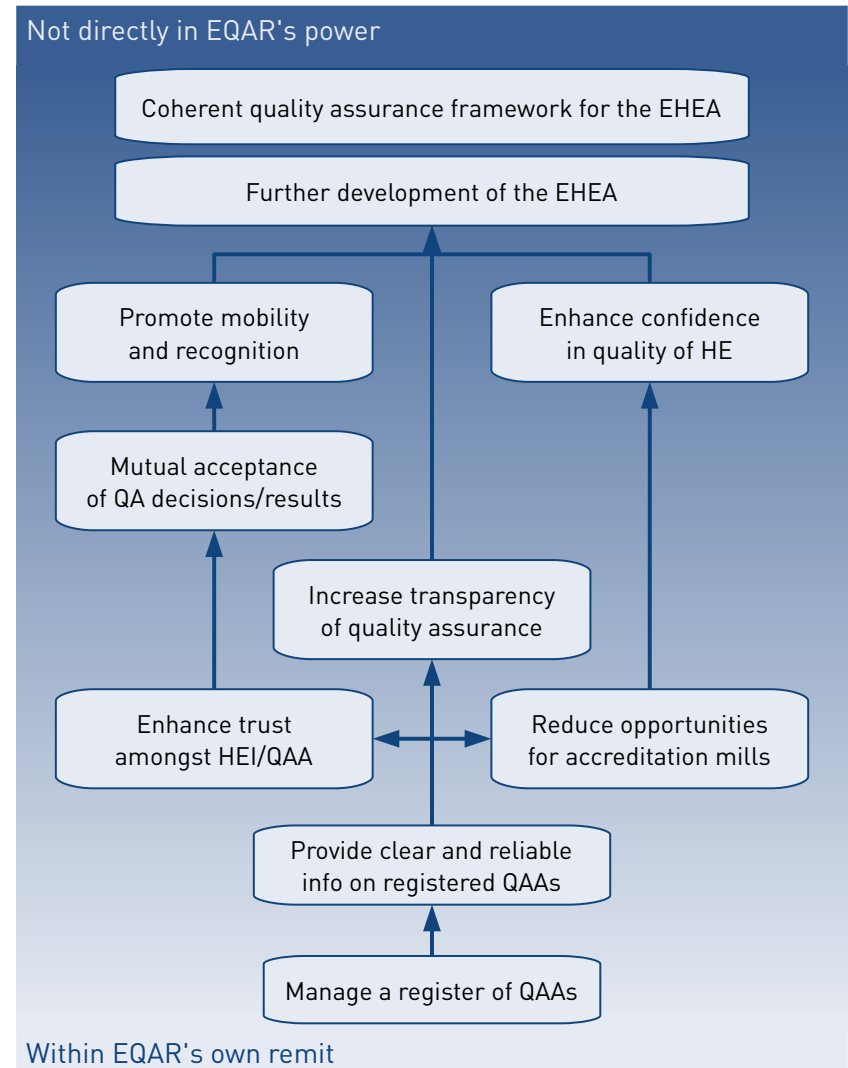 Not directly in EQAR's power
Coherent quality assurance framework for the EHEA
Further development of the EHEA
Promote mobility
and recognition
Enhance confidence
in quality of HE
Mutual acceptance
of QA decisions/results
Increase transparency
of quality assurance
Enhance trust
amongst HEI/QAA
Reduce opportunities
for accreditation mills
Provide clear and reliable
info on registered QAAs
Manage a register of QAAs
Within EQAR's own remit